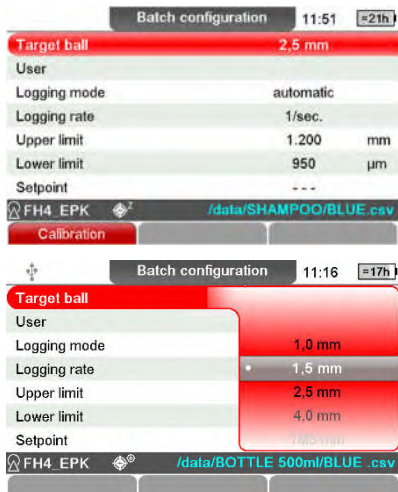 Batch configuration 11:51 =21h
Target ball 2,5 mm
User
Logging mode automatic
Logging rate 1/sec.
Upper limit 1.200 mm
Lower limit 950 µm
Setpoint ---
FH4_EPK Z /data/SHAMPOO/BLUE.csv
Calibration
Batch configuration 11:16 =17h
Target ball
User
Logging mode 1,0 mm
Logging rate 1,5 mm
Upper limit 2,5 mm
Lower limit 4,0 mm
Setpoint
FH4_EPK /data/BOTTLE 500ml/BLUE .csv